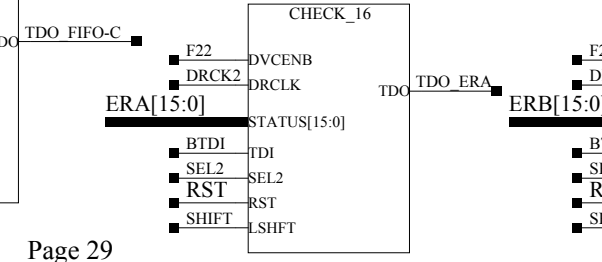 CHECK_16
DO TDO_FIFO-C
F22 DVCENB
DRCK2 DRCLK
TDO TDO_ERA
ERA[15:0] STATUS[15:0] ERB[15:0]
BTDI TDI
SEL2 SEL2
RST RST
SHIFT LSHFT
Page 29